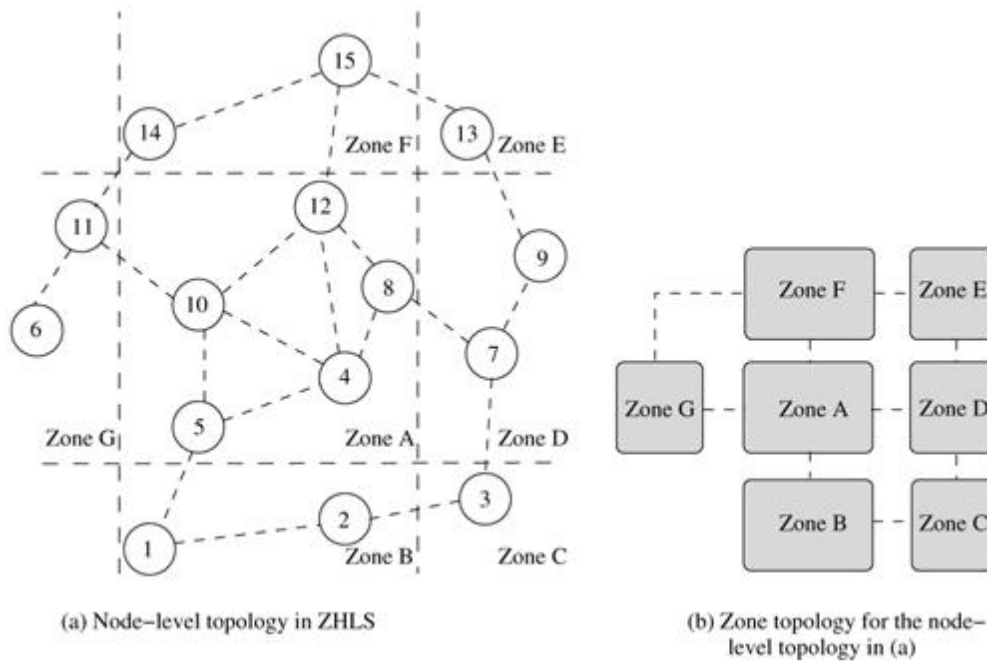 15
14
13
Zone F
Zone E
12
11
9
8
10
6
7
4
5
Zone G
Zone A
Zone D
3
2
1
Zone B
Zone C
(a) Node-level topology in ZHLS
Zone F
Zone E
Zone G
Zone A
Zone D
Zone B
Zone C
(b) Zone topology for the node-
level topology in (a)